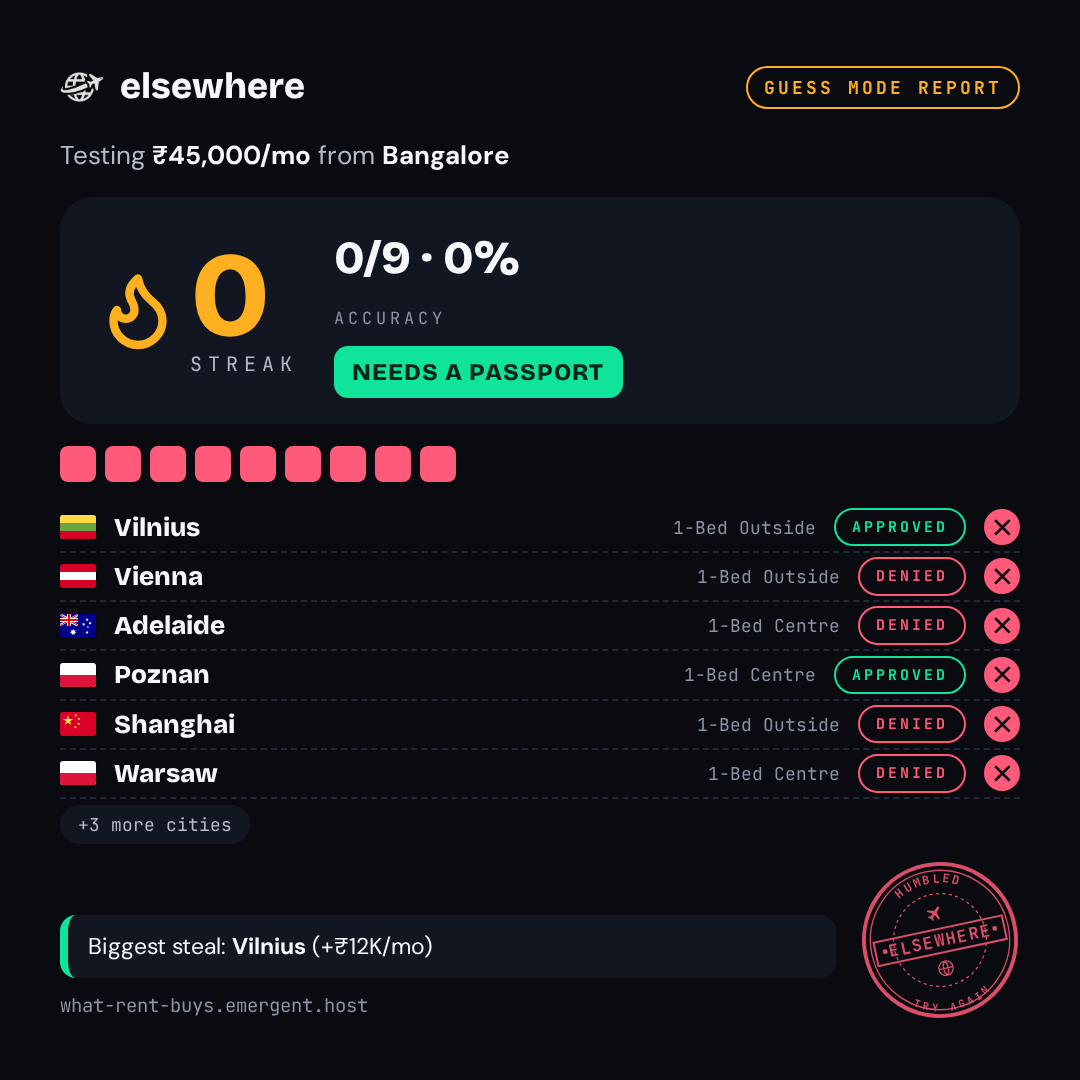 elsewhere
GUESS MODE REPORT
Testing ₹45,000/mo from Bangalore
0
STREAK
0/9 · 0%
ACCURACY
NEEDS A PASSPORT
Vilnius 1-Bed Outside APPROVED
Vienna 1-Bed Outside DENIED
Adelaide 1-Bed Centre DENIED
Poznan 1-Bed Centre APPROVED
Shanghai 1-Bed Outside DENIED
Warsaw 1-Bed Centre DENIED
+3 more cities
Biggest steal: Vilnius (+₹12K/mo)
what-rent-buys.emergent.host
HUMBLED
•ELSEWHERE•
TRY AGAIN